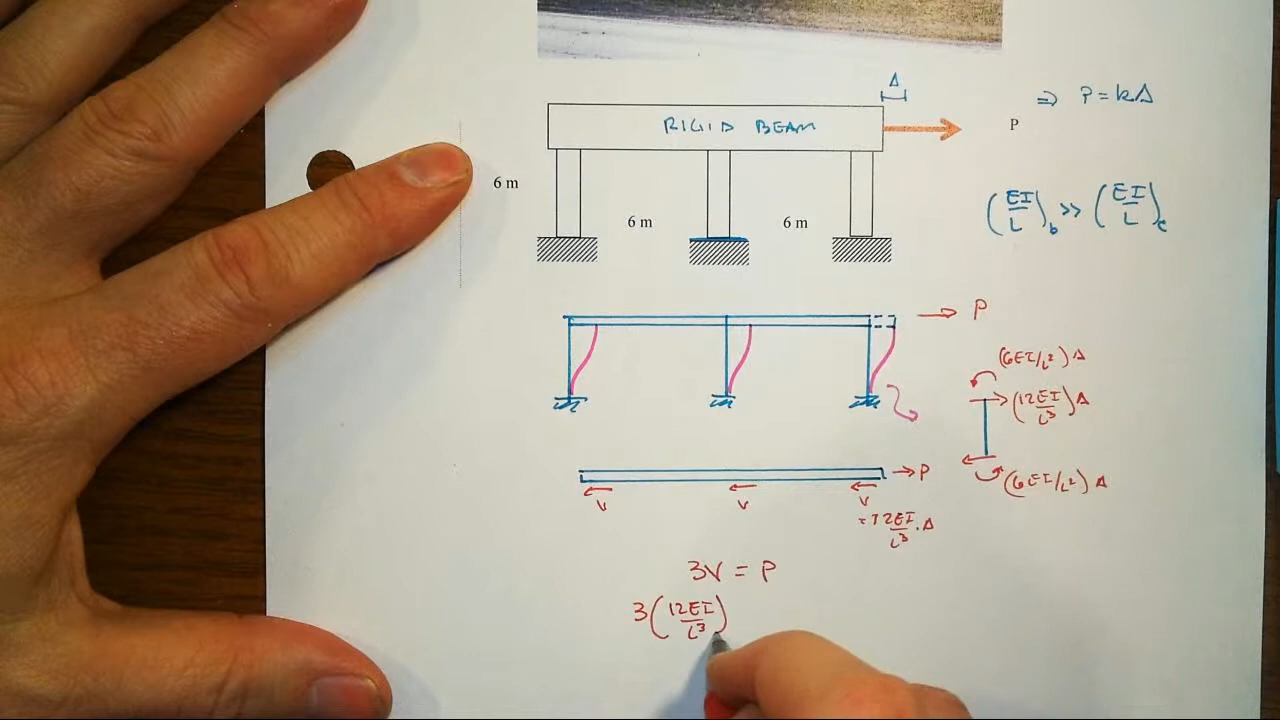 Δ
⇒ P = kΔ
RIGID BEAM
P
6 m
(EI/L)b >> (EI/L)c
6 m
6 m
P
(6EI/L²)Δ
(12EI/L³)Δ
(6EI/L²)Δ
P
V
V
V
= 12EI/L³ · Δ
3V = P
3(12EI/L³)